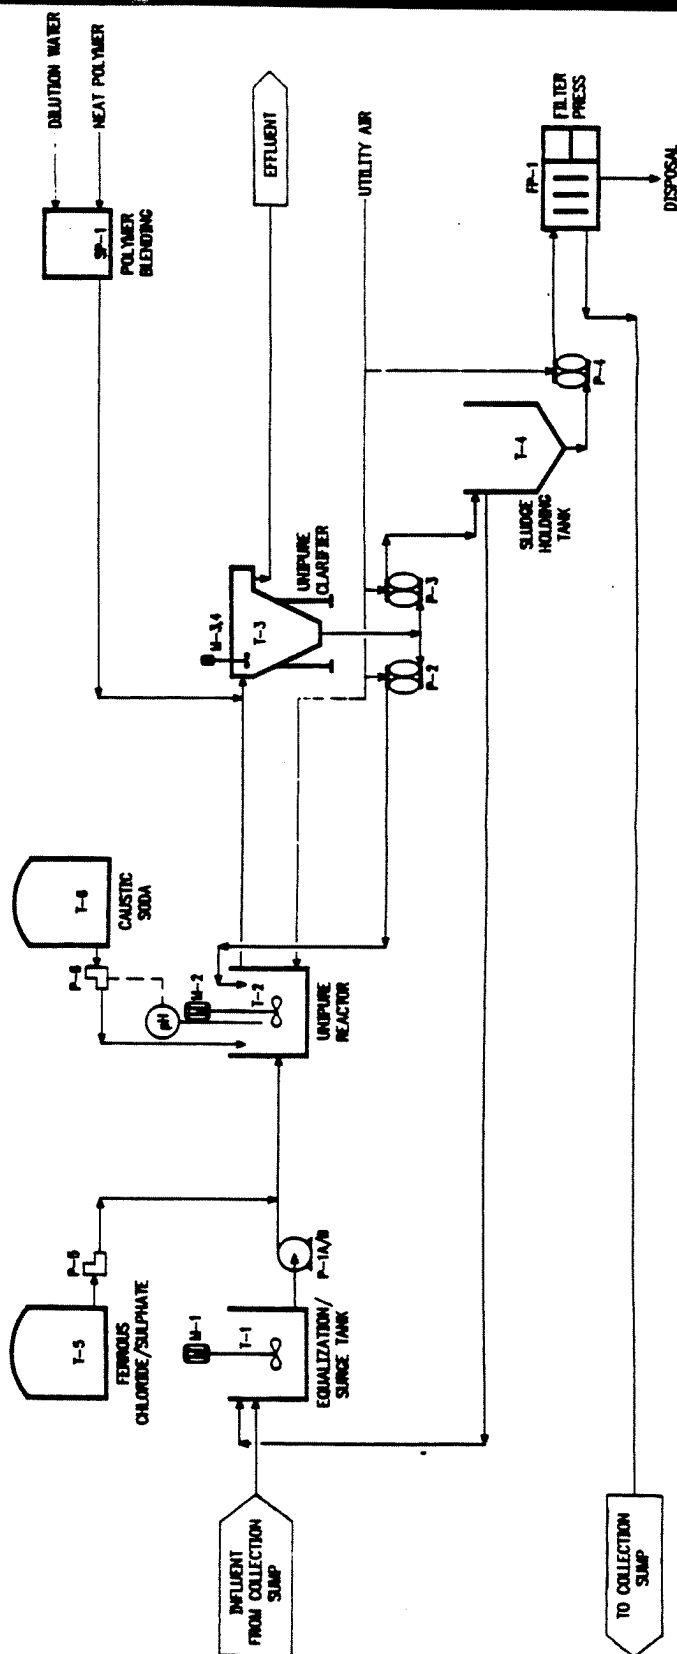 DILUTION WATER
NEAT POLYMER
SP-1
POLYMER
BLENDING
EFFLUENT
UTILITY AIR
FP-1
FILTER
PRESS
DISPOSAL
P-4
T-4
SLUDGE
HOLDING
TANK
M-3,4
T-3
UNIPURE
CLARIFIER
P-3
P-2
T-6
CAUSTIC
SODA
P-6
pH
M
M-2
T-2
UNIPURE
REACTOR
T-5
P-5
FERROUS
CHLORIDE/SULPHATE
M
M-1
T-1
P-1A/B
EQUALIZATION/
SURGE TANK
INFLUENT
FROM COLLECTION
SUMP
TO COLLECTION
SUMP